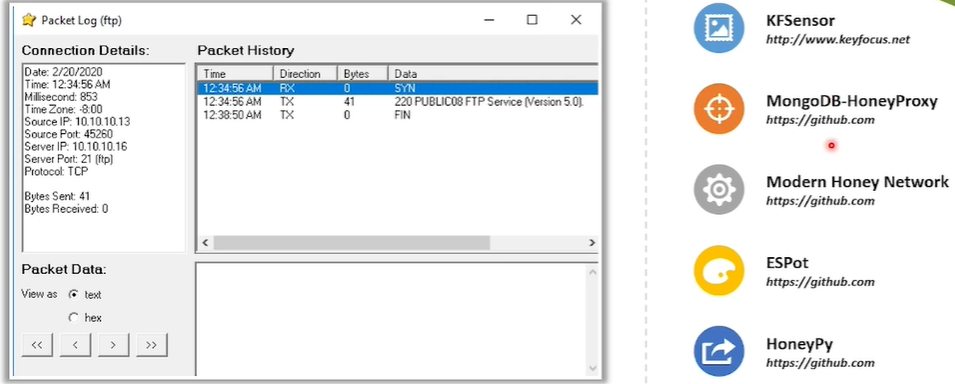 Packet Log (ftp)
Connection Details:
Date: 2/20/2020
Time: 12:34:56 AM
Millisecond: 853
Time Zone: -8:00
Source IP: 10.10.10.13
Source Port: 45260
Server IP: 10.10.10.16
Server Port: 21 (ftp)
Protocol: TCP
Bytes Sent: 41
Bytes Received: 0
Packet History
Time Direction Bytes Data
12:34:56 AM RX 0 SYN
12:34:56 AM TX 41 220 PUBLIC08 FTP Service (Version 5.0).
12:38:50 AM TX 0 FIN
Packet Data:
View as text
hex
<< < > >>
KFSensor
http://www.keyfocus.net
MongoDB-HoneyProxy
https://github.com
Modern Honey Network
https://github.com
ESPot
https://github.com
HoneyPy
https://github.com